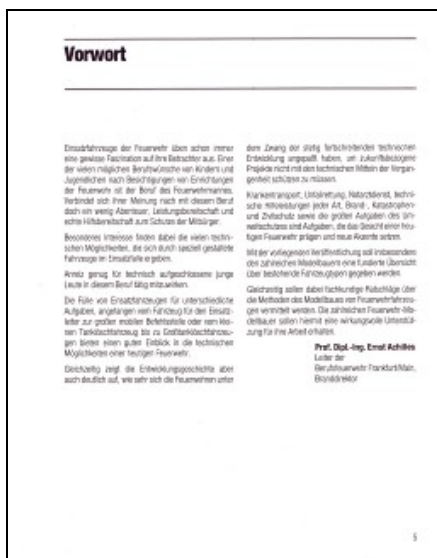 Vorwort
Einsatzfahrzeuge der Feuerwehr üben schon immer
eine gewisse Faszination auf ihre Betrachter aus. Einer
der vielen möglichen Berufswünsche von Kindern und
Jugendlichen nach Besichtigungen von Einrichtungen
der Feuerwehr ist der Beruf des Feuerwehrmannes.
Verbindet sich ihrer Meinung nach mit diesem Beruf
doch ein wenig Abenteuer, Leistungsbereitschaft und
echte Hilfsbereitschaft zum Schutze der Mitbürger.
Besonderes Interesse finden dabei die vielen techni-
schen Möglichkeiten, die sich durch speziell gestaltete
Fahrzeuge im Einsatzfalle ergeben.
Anreiz genug für technisch aufgeschlossene junge
Leute in diesem Beruf tätig mitzuwirken.
Die Fülle von Einsatzfahrzeugen für unterschiedliche
Aufgaben, angefangen vom Fahrzeug für den Einsatz-
leiter zur großen mobilen Befehlsstelle oder vom klei-
nen Tanklöschfahrzeug bis zu Großtanklöschfahrzeu-
gen bieten einen guten Einblick in die technischen
Möglichkeiten einer heutigen Feuerwehr.
Gleichzeitig zeigt die Entwicklungsgeschichte aber
auch deutlich auf, wie sehr sich die Feuerwehren unter
dem Zwang der stetig fortschreitenden technischen
Entwicklung angepaßt haben, um zukunftsbezogene
Projekte nicht mit den technischen Mitteln der Vergan-
genheit schützen zu müssen.
Krankentransport, Unfallrettung, Notarztdienst, techni-
sche Hilfeleistungen jeder Art, Brand-, Katastrophen-
und Zivilschutz sowie die großen Aufgaben des Um-
weltschutzes sind Aufgaben, die das Gesicht einer heu-
tigen Feuerwehr prägen und neue Akzente setzen.
Mit der vorliegenden Veröffentlichung soll insbesondere
den zahlreichen Modellbauern eine fundierte Übersicht
über bestehende Fahrzeugtypen gegeben werden.
Gleichzeitig sollen dabei fachkundige Ratschläge über
die Methoden des Modellbaues von Feuerwehrfahrzeu-
gen vermittelt werden. Die zahlreichen Feuerwehr-Mo-
dellbauer sollen hiermit eine wirkungsvolle Unterstüt-
zung für ihre Arbeit erhalten.
Prof. Dipl.-Ing. Ernst Achilles
Leiter der
Berufsfeuerwehr Frankfurt/Main,
Branddirektor
5